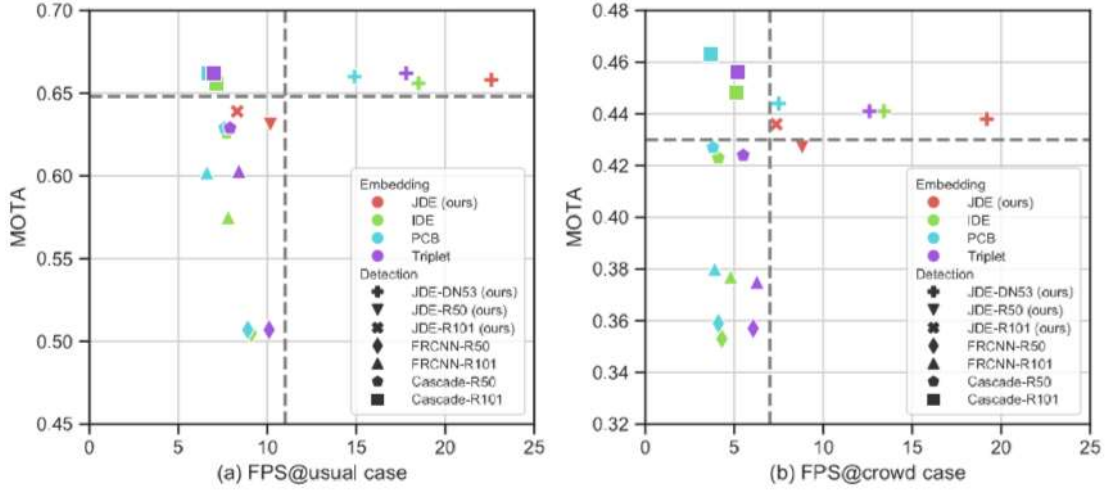 0.70
0.65
0.60
0.55
0.50
0.45
MOTA
0 5 10 15 20 25
(a) FPS@usual case
Embedding
JDE (ours)
IDE
PCB
Triplet
Detection
JDE-DN53 (ours)
JDE-R50 (ours)
JDE-R101 (ours)
FRCNN-R50
FRCNN-R101
Cascade-R50
Cascade-R101
0.48
0.46
0.44
0.42
0.40
0.38
0.36
0.34
0.32
MOTA
0 5 10 15 20 25
(b) FPS@crowd case
Embedding
JDE (ours)
IDE
PCB
Triplet
Detection
JDE-DN53 (ours)
JDE-R50 (ours)
JDE-R101 (ours)
FRCNN-R50
FRCNN-R101
Cascade-R50
Cascade-R101